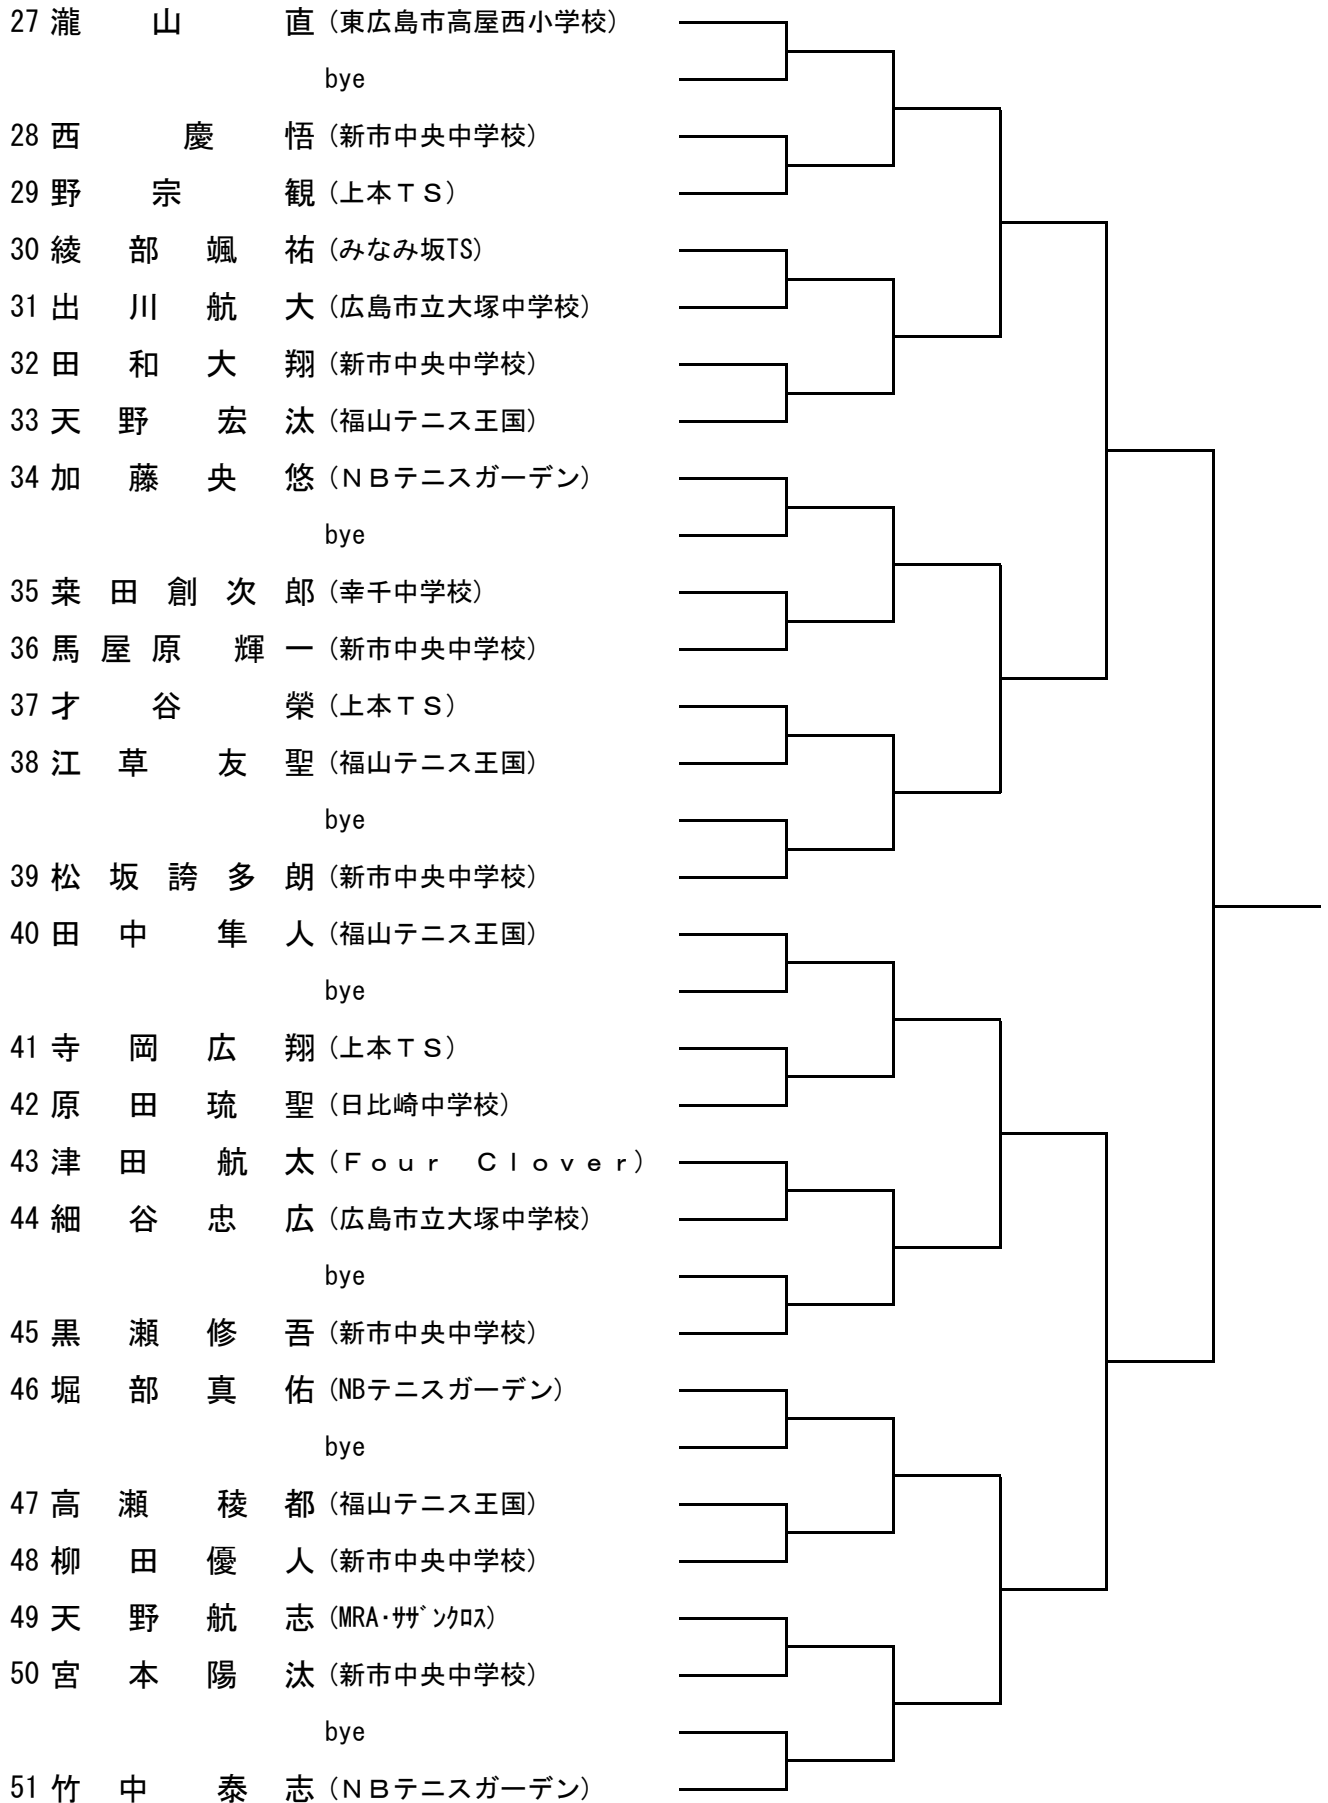 27 瀧 山 直 (東広島市高屋西小学校)
bye
28 西 慶 悟 (新市中央中学校)
29 野 宗 観 (上本ＴＳ)
30 綾 部 颯 祐 (みなみ坂TS)
31 出 川 航 大 (広島市立大塚中学校)
32 田 和 大 翔 (新市中央中学校)
33 天 野 宏 汰 (福山テニス王国)
34 加 藤 央 悠 (ＮＢテニスガーデン)
bye
35 桒 田 創 次 郎 (幸千中学校)
36 馬 屋 原 輝 一 (新市中央中学校)
37 才 谷 榮 (上本ＴＳ)
38 江 草 友 聖 (福山テニス王国)
bye
39 松 坂 誇 多 朗 (新市中央中学校)
40 田 中 隼 人 (福山テニス王国)
bye
41 寺 岡 広 翔 (上本ＴＳ)
42 原 田 琉 聖 (日比崎中学校)
43 津 田 航 太 (Ｆｏｕｒ Ｃｌｏｖｅｒ)
44 細 谷 忠 広 (広島市立大塚中学校)
bye
45 黒 瀬 修 吾 (新市中央中学校)
46 堀 部 真 佑 (NBテニスガーデン)
bye
47 高 瀬 稜 都 (福山テニス王国)
48 柳 田 優 人 (新市中央中学校)
49 天 野 航 志 (MRA･ｻｻﾞﾝｸﾛｽ)
50 宮 本 陽 汰 (新市中央中学校)
bye
51 竹 中 泰 志 (ＮＢテニスガーデン)